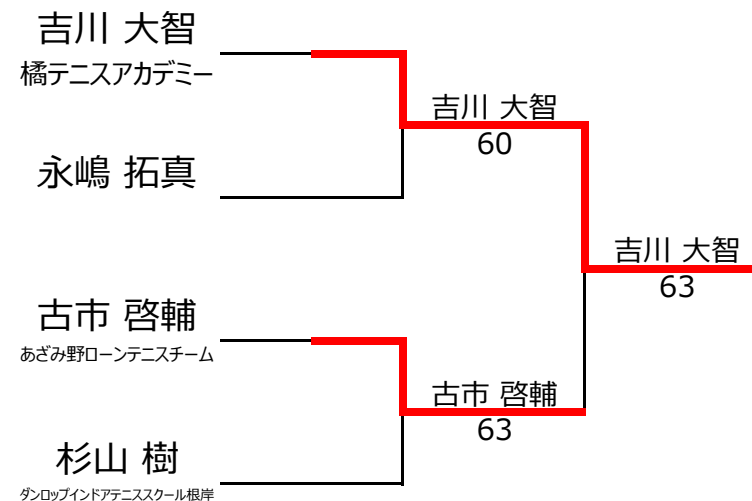 吉川 大智
橘テニスアカデミー
吉川 大智
60
永嶋 拓真
吉川 大智
63
古市 啓輔
あざみ野ローンテニスチーム
古市 啓輔
63
杉山 樹
ダンロップインドアテニススクール根岸